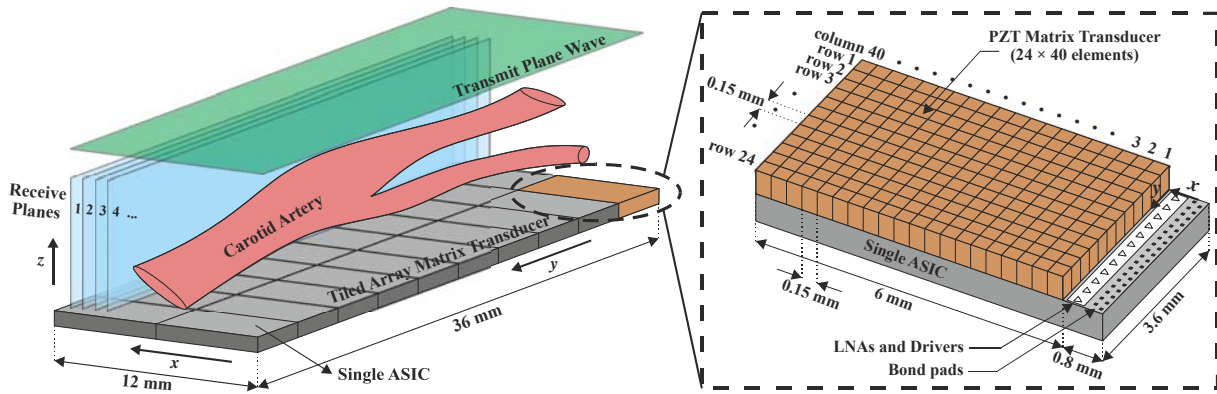 Transmit Plane Wave
Receive
Planes
1 2 3 4 ...
z
Carotid Artery
Tiled Array Matrix Transducer
y
36 mm
x
12 mm
Single ASIC
column 40
row 1
row 2
row 3
PZT Matrix Transducer
(24 × 40 elements)
0.15 mm
row 24
3 2 1
y
x
Single ASIC
0.15 mm
6 mm
3.6 mm
0.8 mm
LNAs and Drivers
Bond pads